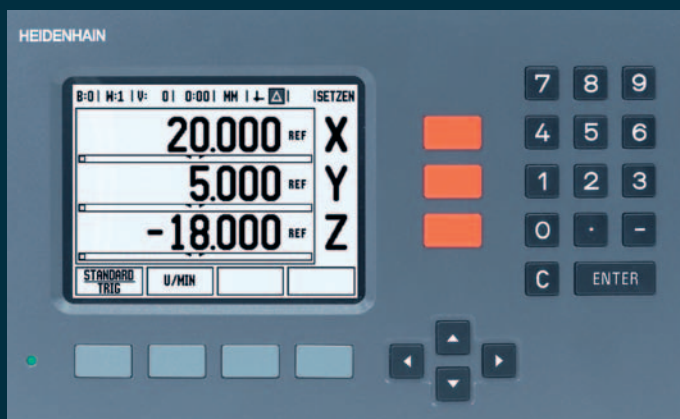 HEIDENHAIN
B:0 | W:1 | V: 0 | 0:00 | MM | Δ | | SETZEN
20.000 REF X
5.000 REF Y
-18.000 REF Z
STANDARD U/MIN
TRIG
7 8 9
4 5 6
1 2 3
0 . -
C ENTER